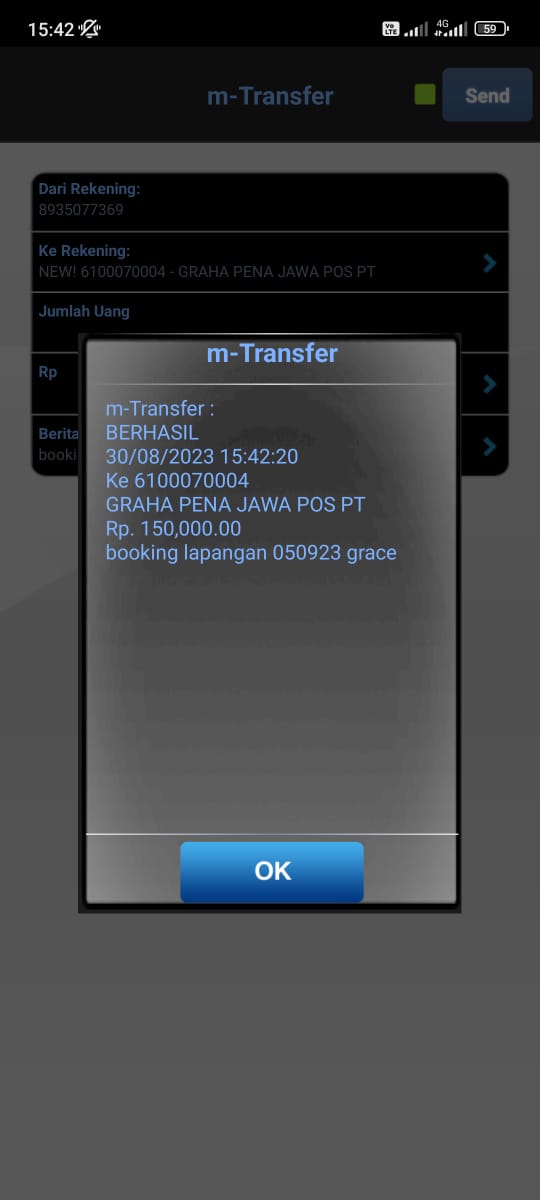 15:42
Vo LTE
4G
59
m-Transfer
Send
Dari Rekening:
8935077369
Ke Rekening:
NEW! 6100070004 - GRAHA PENA JAWA POS PT
Jumlah Uang
Rp
Berita
booki
m-Transfer
m-Transfer :
BERHASIL
30/08/2023 15:42:20
Ke 6100070004
GRAHA PENA JAWA POS PT
Rp. 150,000.00
booking lapangan 050923 grace
OK